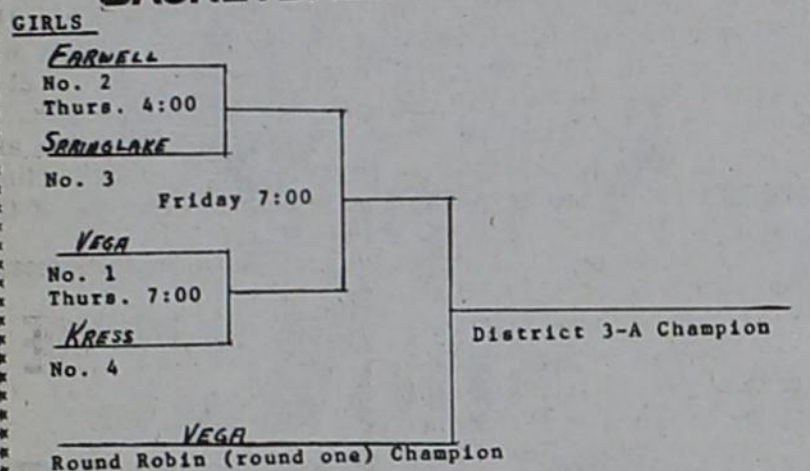 GIRLS
FARWELL
No. 2
Thurs. 4:00
SPRINGLAKE
No. 3
Friday 7:00
VEGA
No. 1
Thurs. 7:00
KRESS
No. 4
District 3-A Champion
VEGA
Round Robin (round one) Champion